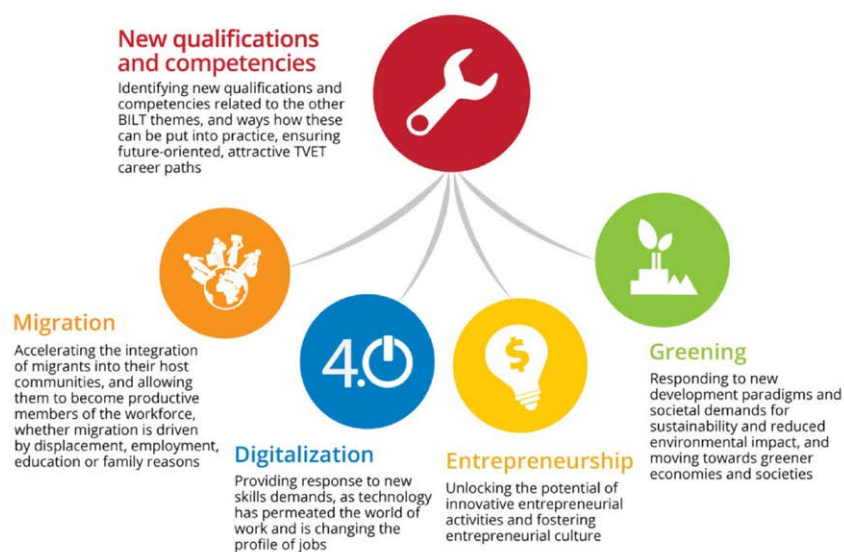 New qualifications
and competencies
Identifying new qualifications and
competencies related to the other
BILT themes, and ways how these
can be put into practice, ensuring
future-oriented, attractive TVET
career paths
Migration
Accelerating the integration
of migrants into their host
communities, and allowing
them to become productive
members of the workforce,
whether migration is driven
by displacement, employment,
education or family reasons
4.0
Digitalization
Providing response to new
skills demands, as technology
has permeated the world of
work and is changing the
profile of jobs
$
Entrepreneurship
Unlocking the potential of
innovative entrepreneurial
activities and fostering
entrepreneurial culture
Greening
Responding to new
development paradigms and
societal demands for
sustainability and reduced
environmental impact, and
moving towards greener
economies and societies